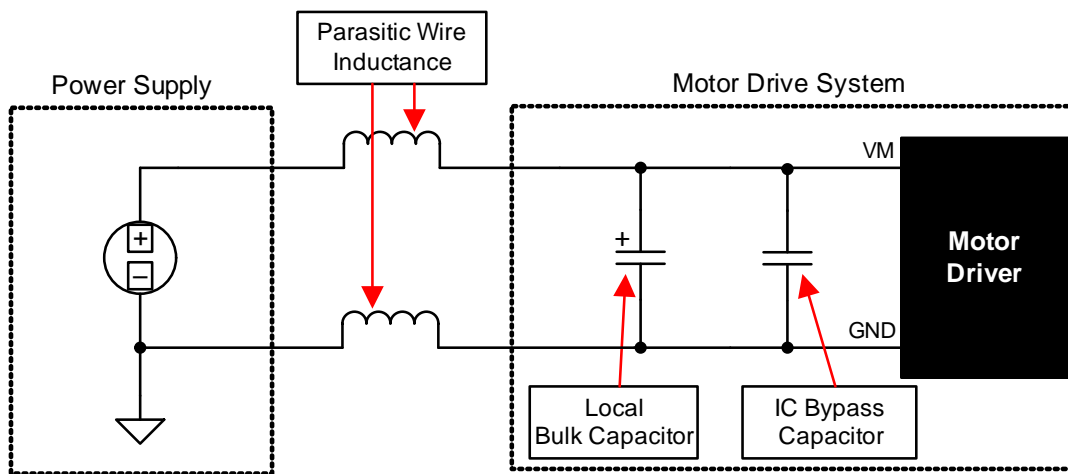 Parasitic Wire
Inductance
Power Supply
Motor Drive System
VM
+
−
+
Motor
Driver
GND
Local
Bulk Capacitor
IC Bypass
Capacitor